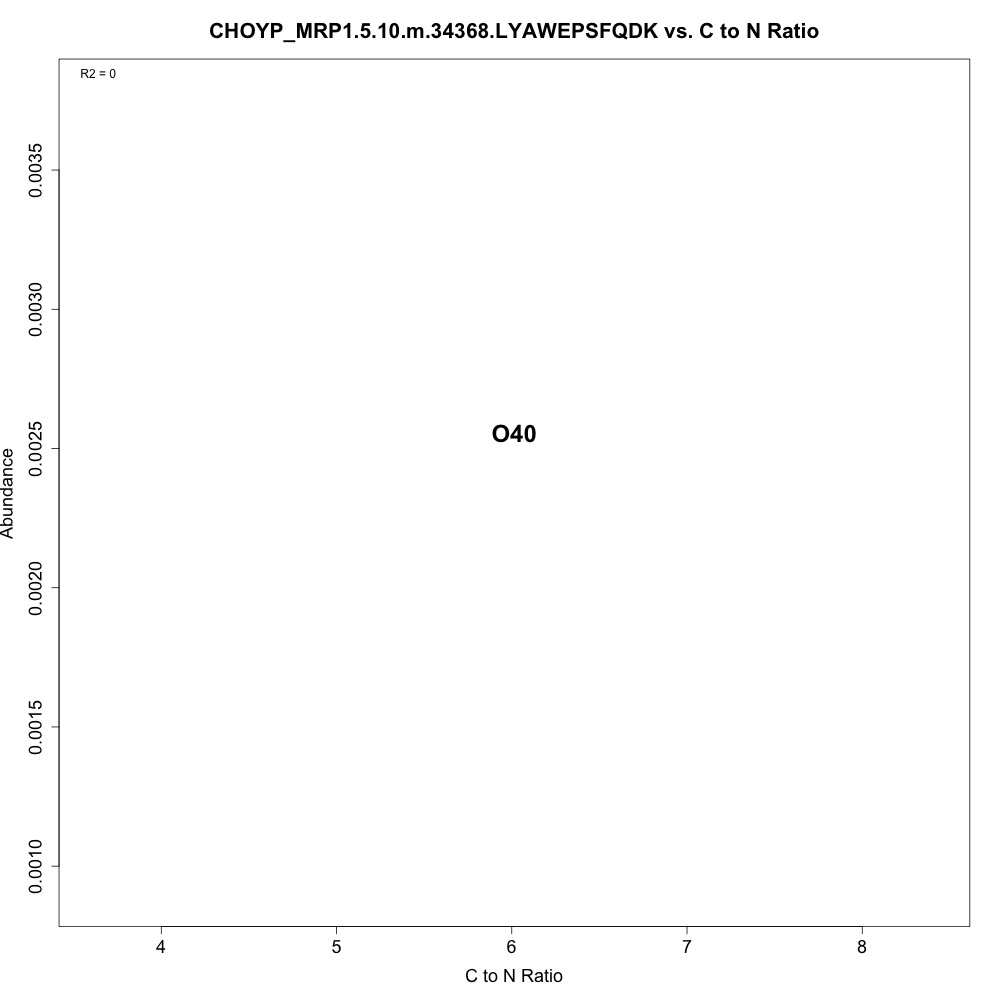 CHOYP_MRP1.5.10.m.34368.LYAWEPSFQDK vs. C to N Ratio
R2 = 0
0.0035
0.0030
0.0025
0.0020
0.0015
0.0010
Abundance
O40
4 5 6 7 8
C to N Ratio